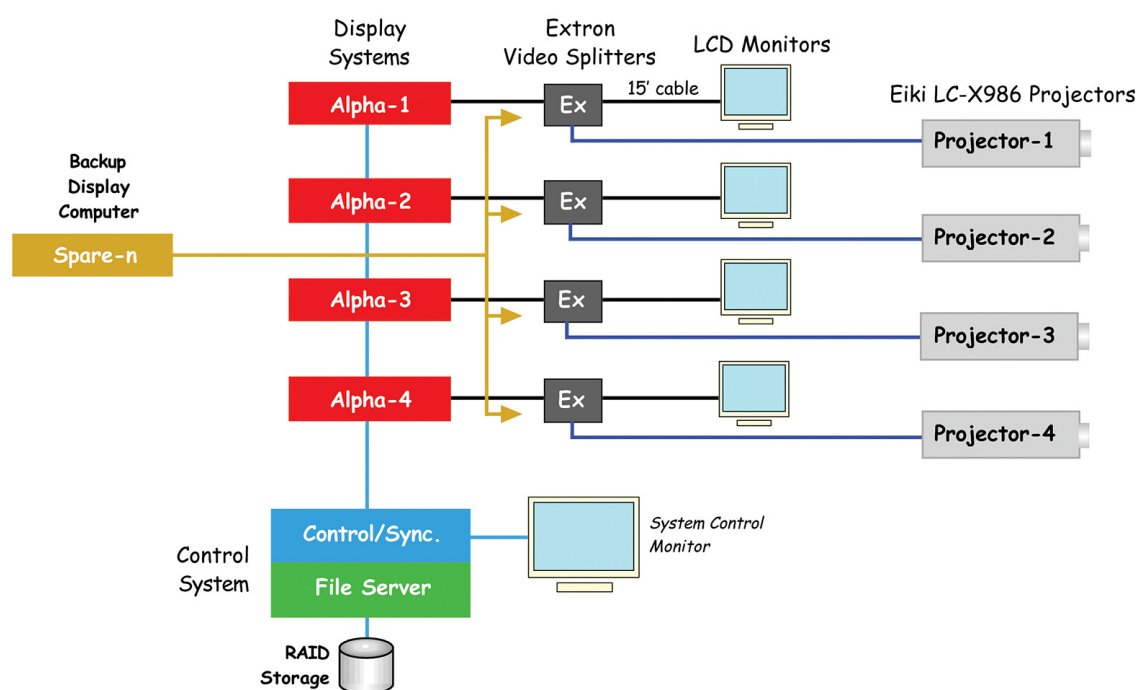 Display
Systems
Extron
Video Splitters
LCD Monitors
Eiki LC-X986 Projectors
Alpha-1
Ex
15' cable
Projector-1
Backup
Display
Computer
Alpha-2
Ex
Projector-2
Spare-n
Alpha-3
Ex
Projector-3
Alpha-4
Ex
Projector-4
Control/Sync.
System Control
Monitor
Control
System
File Server
RAID
Storage